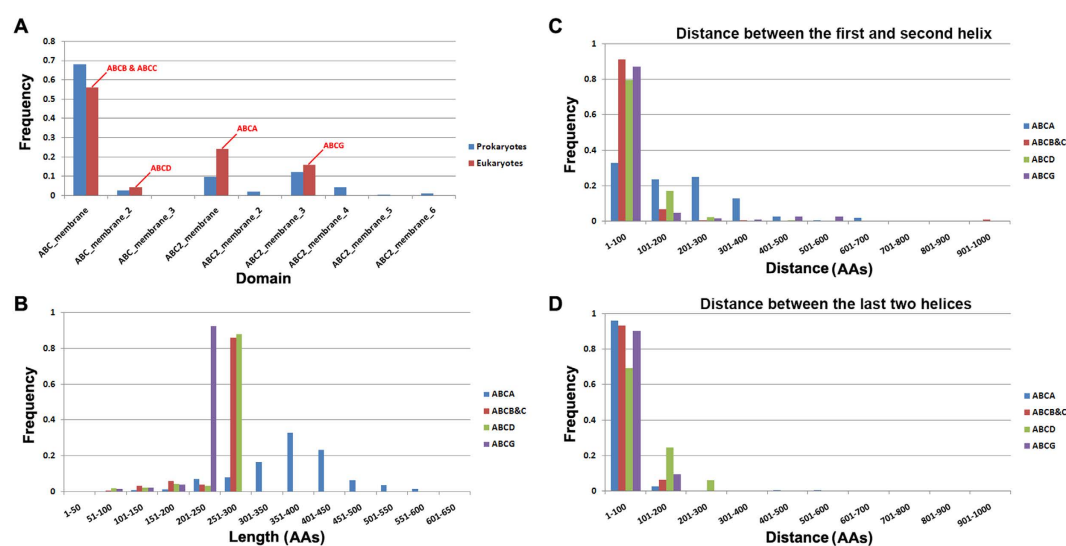 A
0.8
0.7
0.6
0.5
0.4
0.3
0.2
0.1
0
Frequency
ABCB & ABCC
ABCD
ABCA
ABCG
Prokaryotes
Eukaryotes
ABC_membrane
ABC_membrane_2
ABC_membrane_3
ABC2_membrane
ABC2_membrane_2
ABC2_membrane_3
ABC2_membrane_4
ABC2_membrane_5
ABC2_membrane_6
Domain
B
1
0.8
0.6
0.4
0.2
0
Frequency
ABCA
ABCB&C
ABCD
ABCG
1-50
51-100
101-150
151-200
201-250
251-300
301-350
351-400
401-450
451-500
501-550
551-600
601-650
Length (AAs)
C
Distance between the first and second helix
1
0.8
0.6
0.4
0.2
0
Frequency
ABCA
ABCB&C
ABCD
ABCG
1-100
101-200
201-300
301-400
401-500
501-600
601-700
701-800
801-900
901-1000
Distance (AAs)
D
Distance between the last two helices
1
0.8
0.6
0.4
0.2
0
Frequency
ABCA
ABCB&C
ABCD
ABCG
1-100
101-200
201-300
301-400
401-500
501-600
601-700
701-800
801-900
901-1000
Distance (AAs)